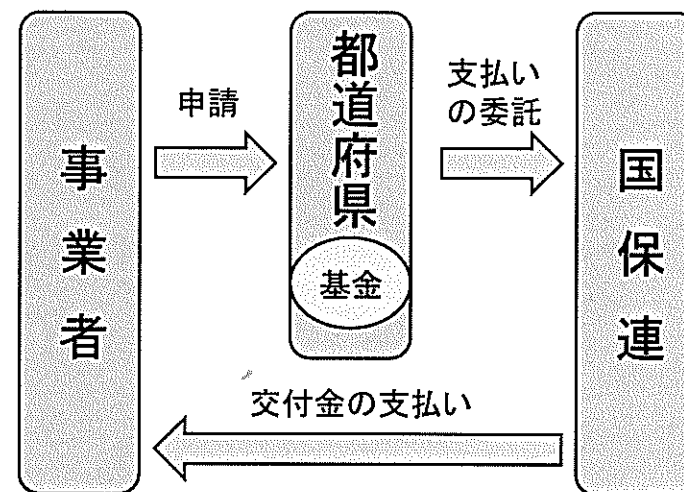 事業者
申請
都道府県
基金
支払い
の委託
国保連
交付金の支払い